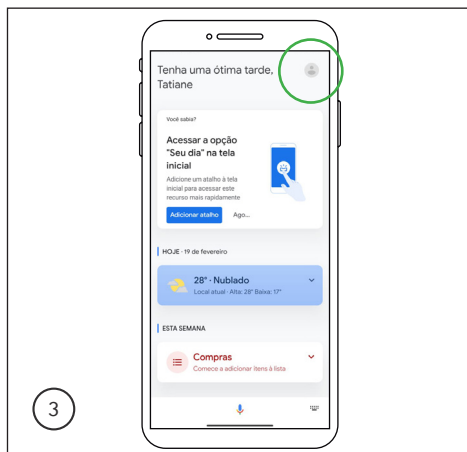 Tenha uma ótima tarde,
Tatiane
Você sabia?
Acessar a opção
"Seu dia" na tela
inicial
Adicione um atalho à tela
inicial para acessar este
recurso mais rapidamente
Adicionar atalho Ago...
HOJE · 19 de fevereiro
28° · Nublado
Local atual · Alta: 28° Baixa: 17°
ESTA SEMANA
Compras
Comece a adicionar itens à lista
3